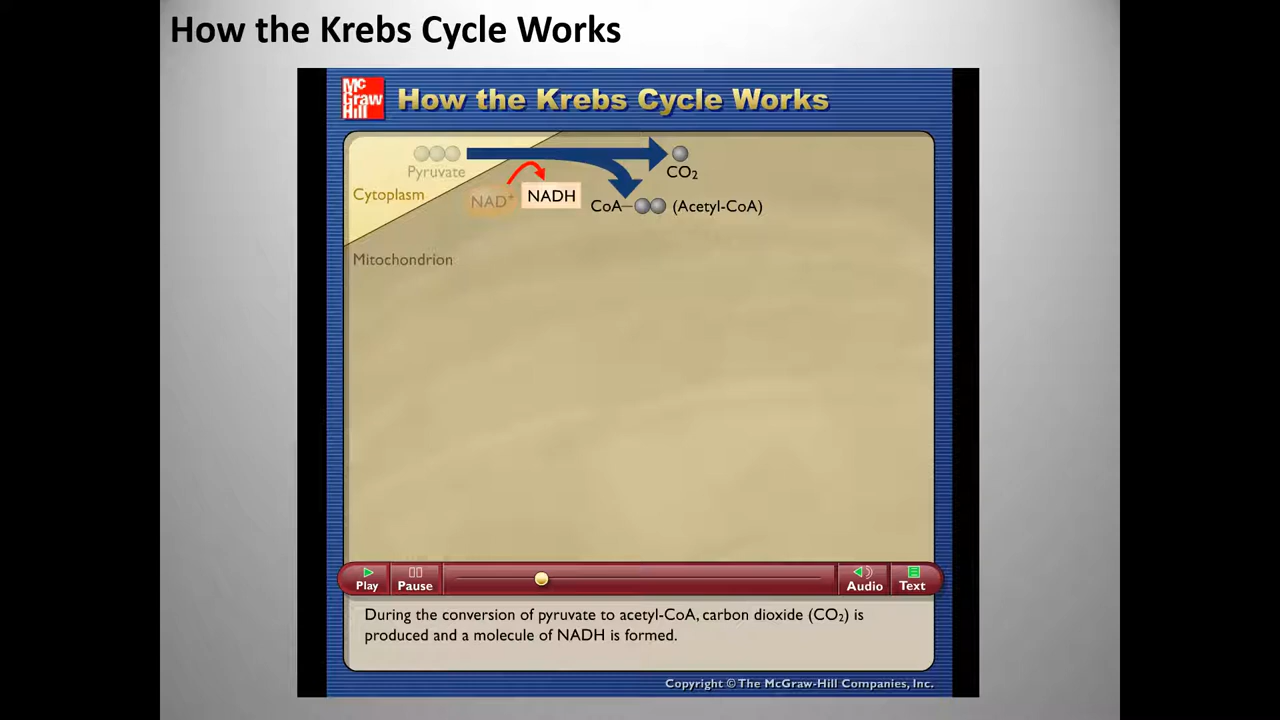 How the Krebs Cycle Works
Mc
Graw
Hill
How the Krebs Cycle Works
Pyruvate
CO₂
Cytoplasm
NAD⁺
NADH
CoA
(Acetyl-CoA)
Mitochondrion
Play
Pause
Audio
Text
During the conversion of pyruvate to acetyl-CoA, carbon dioxide (CO₂) is
produced and a molecule of NADH is formed.
Copyright © The McGraw-Hill Companies, Inc.